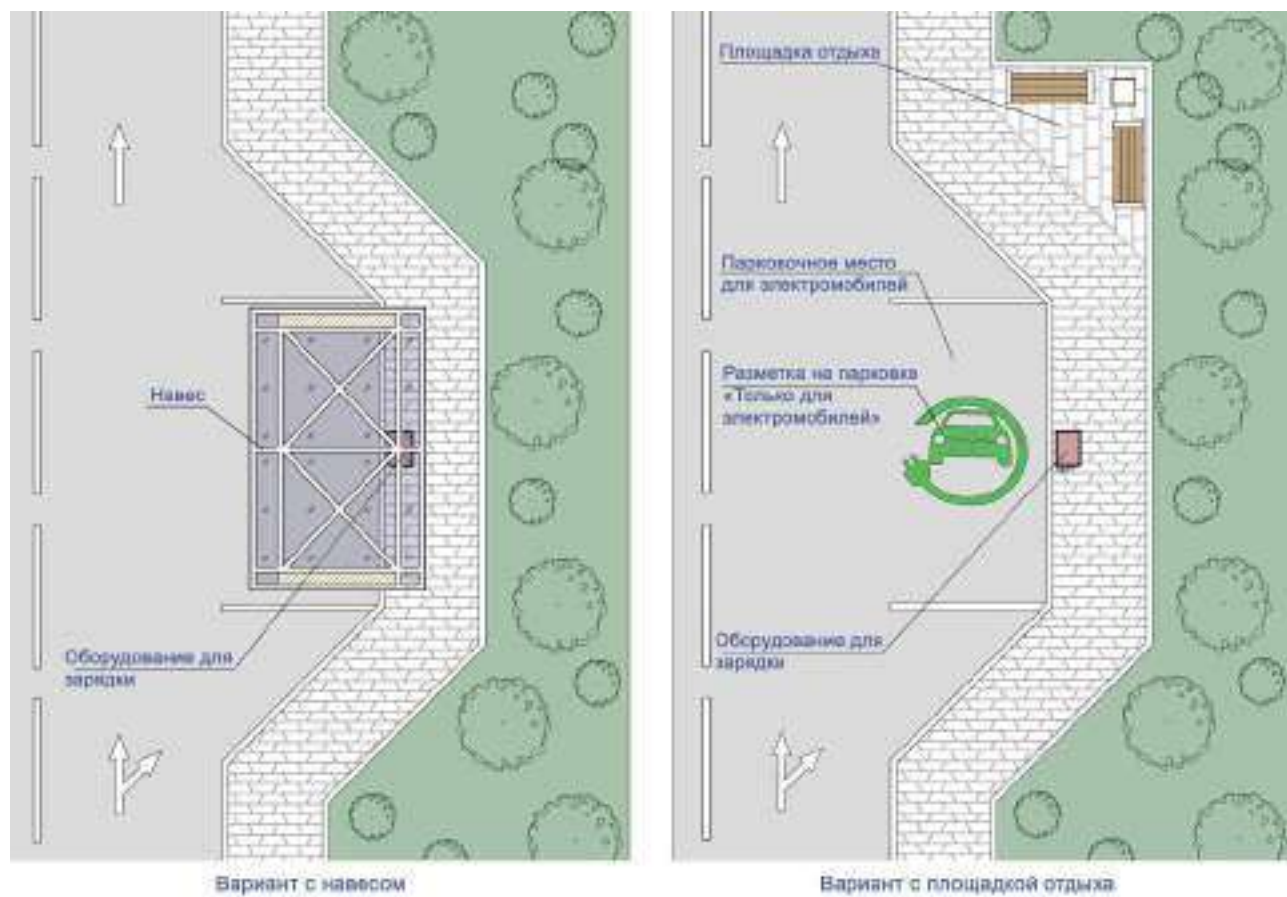 Навес
Оборудование для
зарядки
Вариант с навесом
Площадка отдыха
Парковочное место
для электромобилей
Разметка на парковка
«Только для
электромобилей»
Оборудование для
зарядки
Вариант с площадкой отдыха